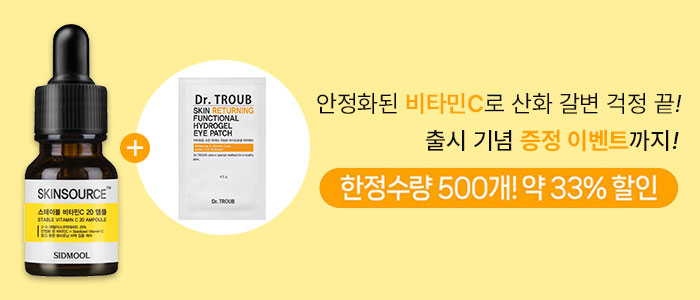 SKINSOURCE™
스테이블 비타민C 20 앰플
STABLE VITAMIN C 20 AMPOULE
SIDMOOL
+
Dr. TROUB
SKIN RETURNING
FUNCTIONAL
HYDROGEL
EYE PATCH
Dr. TROUB
안정화된 비타민C로 산화 갈변 걱정 끝!
출시 기념 증정 이벤트까지!
한정수량 500개! 약 33% 할인